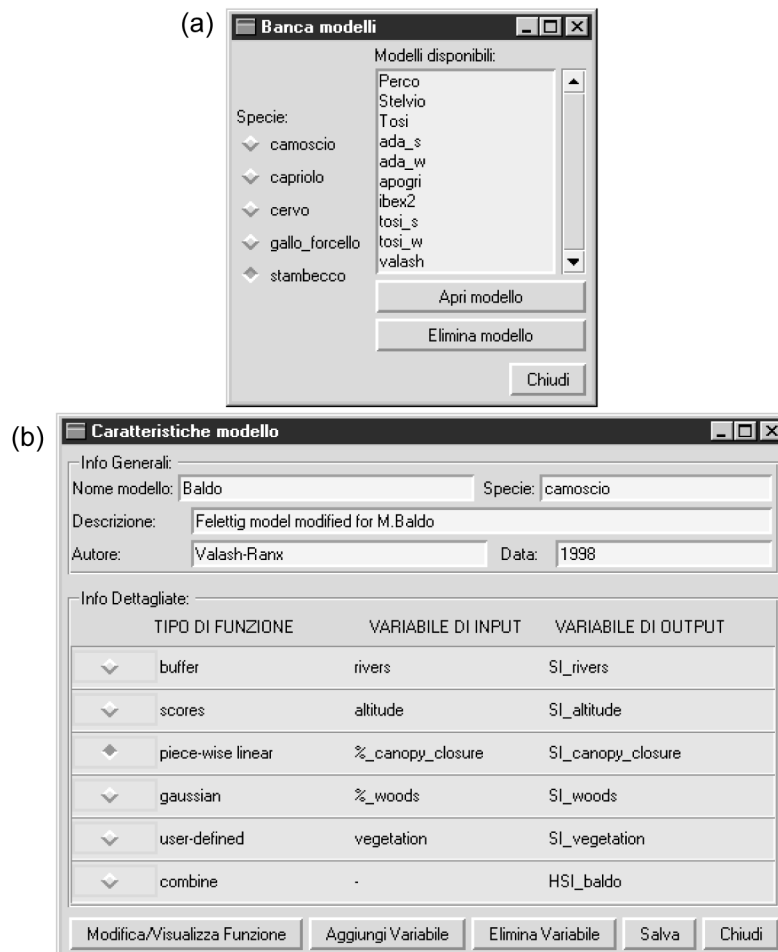 (a)
Banca modelli
Modelli disponibili:
Perco
Stelvio
Tosi
ada_s
ada_w
apogri
ibex2
tosi_s
tosi_w
valash
Specie:
camoscio
capriolo
cervo
gallo_forcello
stambecco
Apri modello
Elimina modello
Chiudi
(b)
Caratteristiche modello
Info Generali:
Nome modello: Baldo Specie: camoscio
Descrizione: Felettig model modified for M.Baldo
Autore: Valash-Ranx Data: 1998
Info Dettagliate:
TIPO DI FUNZIONE VARIABILE DI INPUT VARIABILE DI OUTPUT
buffer rivers SI_rivers
scores altitude SI_altitude
piece-wise linear %_canopy_closure SI_canopy_closure
gaussian %_woods SI_woods
user-defined vegetation SI_vegetation
combine - HSI_baldo
Modifica/Visualizza Funzione Aggiungi Variabile Elimina Variabile Salva Chiudi